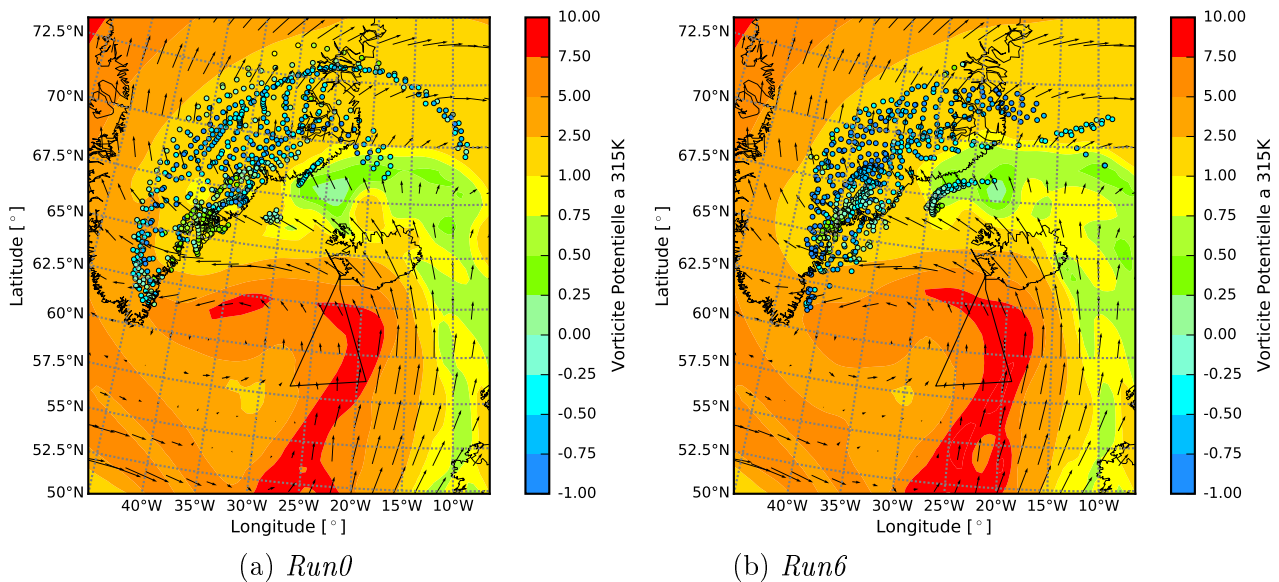 72.5°N
70°N
67.5°N
65°N
62.5°N
60°N
57.5°N
55°N
52.5°N
50°N
Latitude [°]
40°W 35°W 30°W 25°W 20°W 15°W 10°W
Longitude [°]
10.00
7.50
5.00
2.50
1.00
0.75
0.50
0.25
0.00
-0.25
-0.50
-0.75
-1.00
Vorticite Potentielle a 315K
(a) Run0
72.5°N
70°N
67.5°N
65°N
62.5°N
60°N
57.5°N
55°N
52.5°N
50°N
Latitude [°]
40°W 35°W 30°W 25°W 20°W 15°W 10°W
Longitude [°]
10.00
7.50
5.00
2.50
1.00
0.75
0.50
0.25
0.00
-0.25
-0.50
-0.75
-1.00
Vorticite Potentielle a 315K
(b) Run6